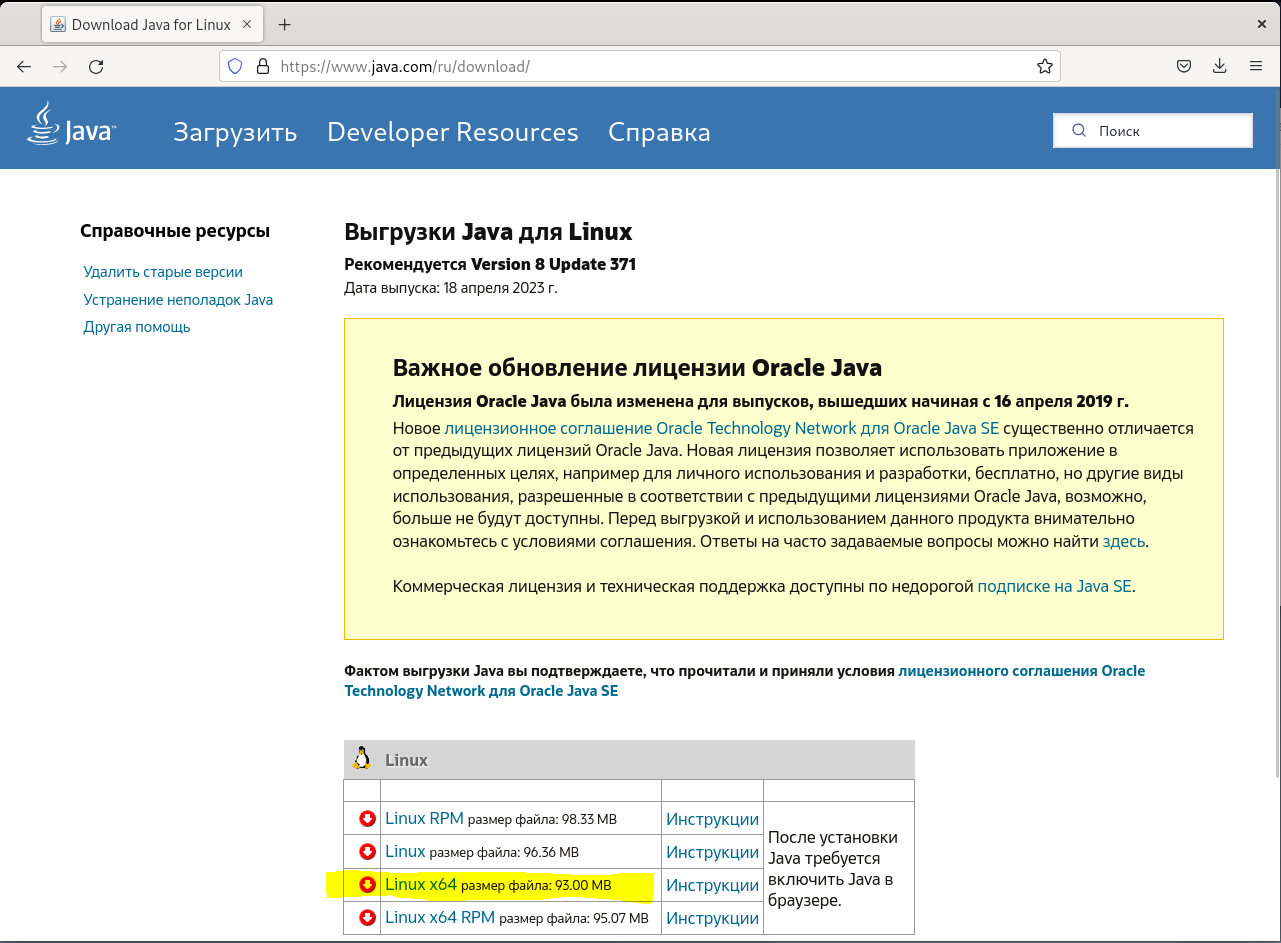 Download Java for Linux
https://www.java.com/ru/download/
Java™ Загрузить Developer Resources Справка Поиск
Справочные ресурсы
Удалить старые версии
Устранение неполадок Java
Другая помощь
Выгрузки Java для Linux
Рекомендуется Version 8 Update 371
Дата выпуска: 18 апреля 2023 г.
Важное обновление лицензии Oracle Java
Лицензия Oracle Java была изменена для выпусков, вышедших начиная с 16 апреля 2019 г.
Новое лицензионное соглашение Oracle Technology Network для Oracle Java SE существенно отличается
от предыдущих лицензий Oracle Java. Новая лицензия позволяет использовать приложение в
определенных целях, например для личного использования и разработки, бесплатно, но другие виды
использования, разрешенные в соответствии с предыдущими лицензиями Oracle Java, возможно,
больше не будут доступны. Перед выгрузкой и использованием данного продукта внимательно
ознакомьтесь с условиями соглашения. Ответы на часто задаваемые вопросы можно найти здесь.
Коммерческая лицензия и техническая поддержка доступны по недорогой подписке на Java SE.
Фактом выгрузки Java вы подтверждаете, что прочитали и приняли условия лицензионного соглашения Oracle
Technology Network для Oracle Java SE
Linux
Linux RPM размер файла: 98.33 MB Инструкции
Linux размер файла: 96.36 MB Инструкции
Linux x64 размер файла: 93.00 MB Инструкции
Linux x64 RPM размер файла: 95.07 MB Инструкции
После установки
Java требуется
включить Java в
браузере.